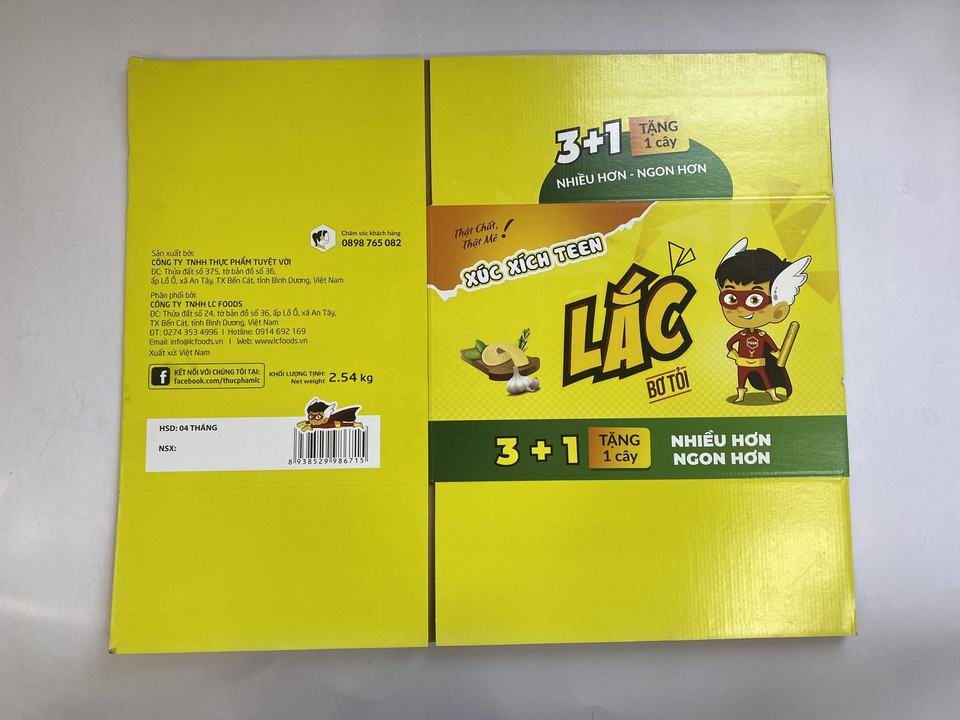 Chăm sóc khách hàng
0898 765 082
Sản xuất bởi:
CÔNG TY TNHH THỰC PHẨM TUYỆT VỜI
ĐC: Thửa đất số 375, tờ bản đồ số 36,
ấp Lồ Ồ, xã An Tây, TX Bến Cát, tỉnh Bình Dương, Việt Nam
Phân phối bởi:
CÔNG TY TNHH LC FOODS
ĐC: Thửa đất số 24, tờ bản đồ số 36, ấp Lồ Ồ, xã An Tây,
TX Bến Cát, tỉnh Bình Dương, Việt Nam
ĐT: 0274 353 4996 I Hotline: 0914 692 169
Email: info@lcfoods.vn I Web: www.lcfoods.vn
Xuất xứ: Việt Nam
f KẾT NỐI VỚI CHÚNG TÔI TẠI:
facebook.com/thucphamlc
KHỐI LƯỢNG TỊNH:
Net weight 2.54 kg
HSD: 04 THÁNG
NSX:
8 938529 986715
3+1 TẶNG
1 cây
NHIỀU HƠN - NGON HƠN
Thật Chất,
Thật Mê!
XÚC XÍCH TEEN
LẮC
BƠ TỎI
TEEN
3 + 1 TẶNG
1 cây
NHIỀU HƠN
NGON HƠN